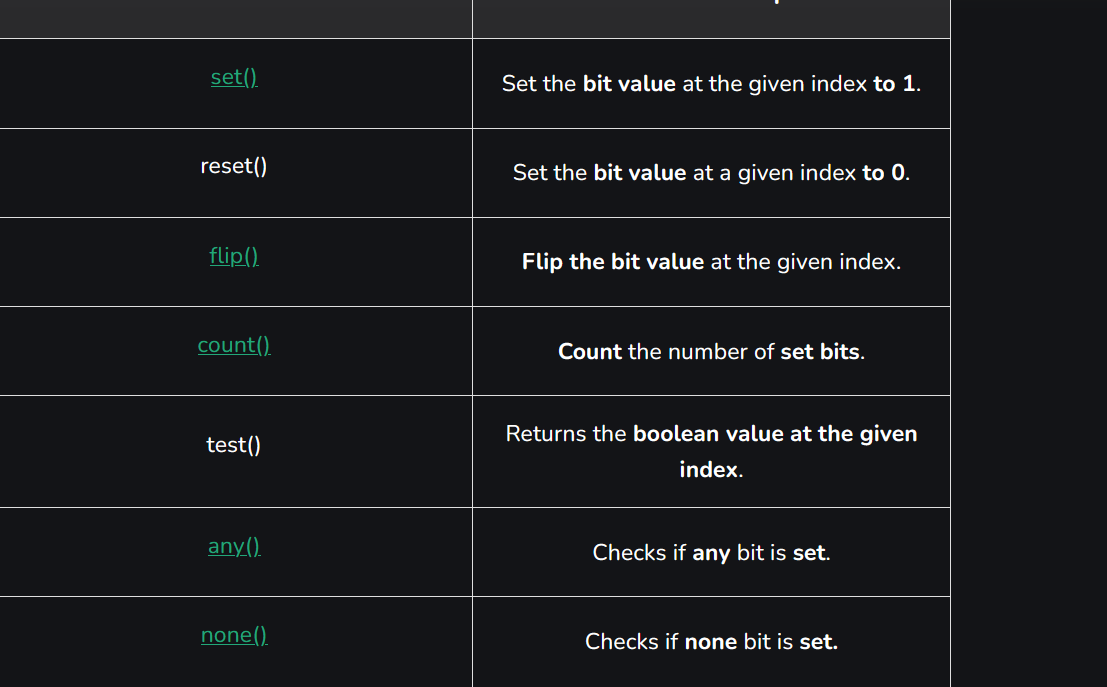 set()
Set the bit value at the given index to 1.
reset()
Set the bit value at a given index to 0.
flip()
Flip the bit value at the given index.
count()
Count the number of set bits.
test()
Returns the boolean value at the given
index.
any()
Checks if any bit is set.
none()
Checks if none bit is set.